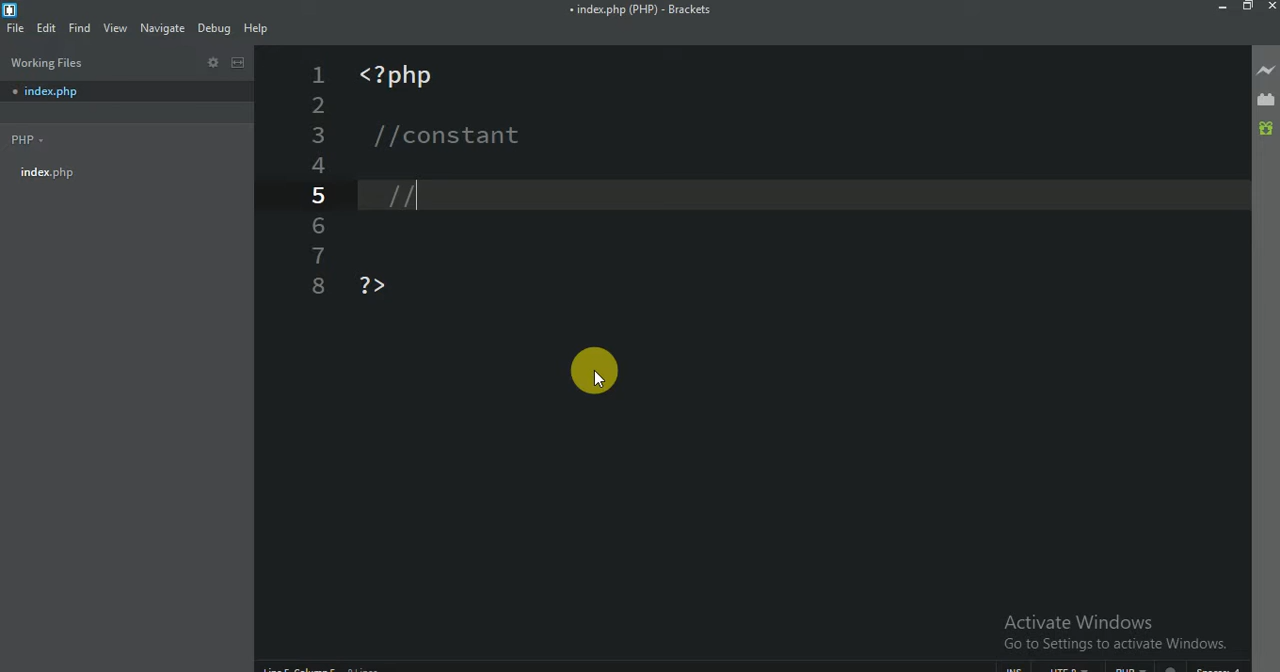 • index.php (PHP) - Brackets
File Edit Find View Navigate Debug Help
Working Files
• index.php
PHP
index.php
1 <?php
2
3 //constant
4
5 //
6
7
8 ?>
Activate Windows
Go to Settings to activate Windows.